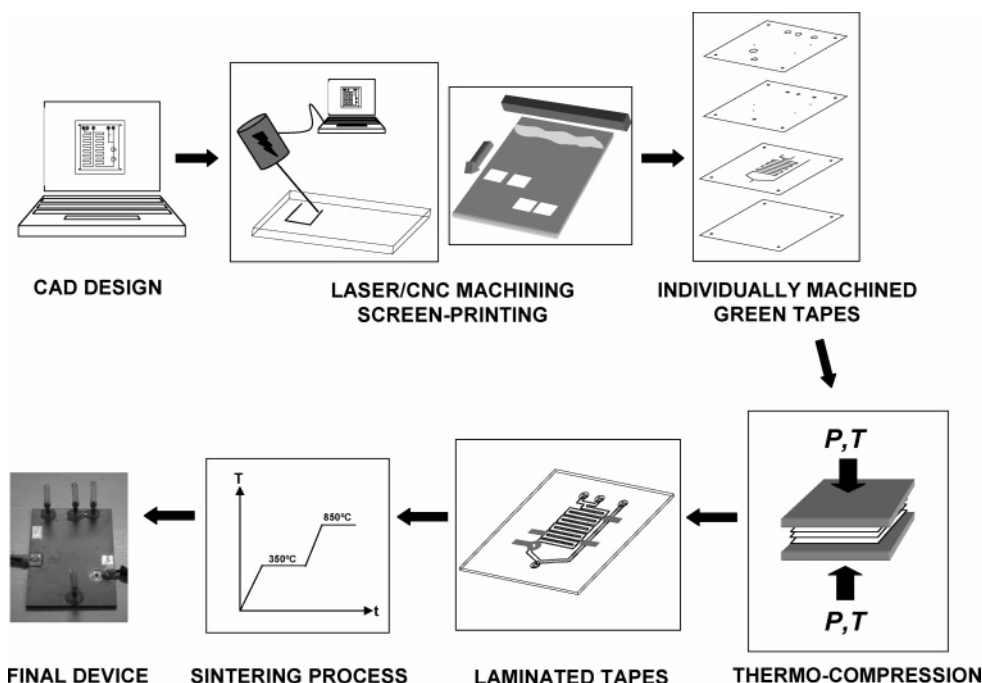 CAD DESIGN
LASER/CNC MACHINING
SCREEN-PRINTING
INDIVIDUALLY MACHINED
GREEN TAPES
P,T
P,T
T
850ºC
350ºC
t
FINAL DEVICE
SINTERING PROCESS
LAMINATED TAPES
THERMO-COMPRESSION